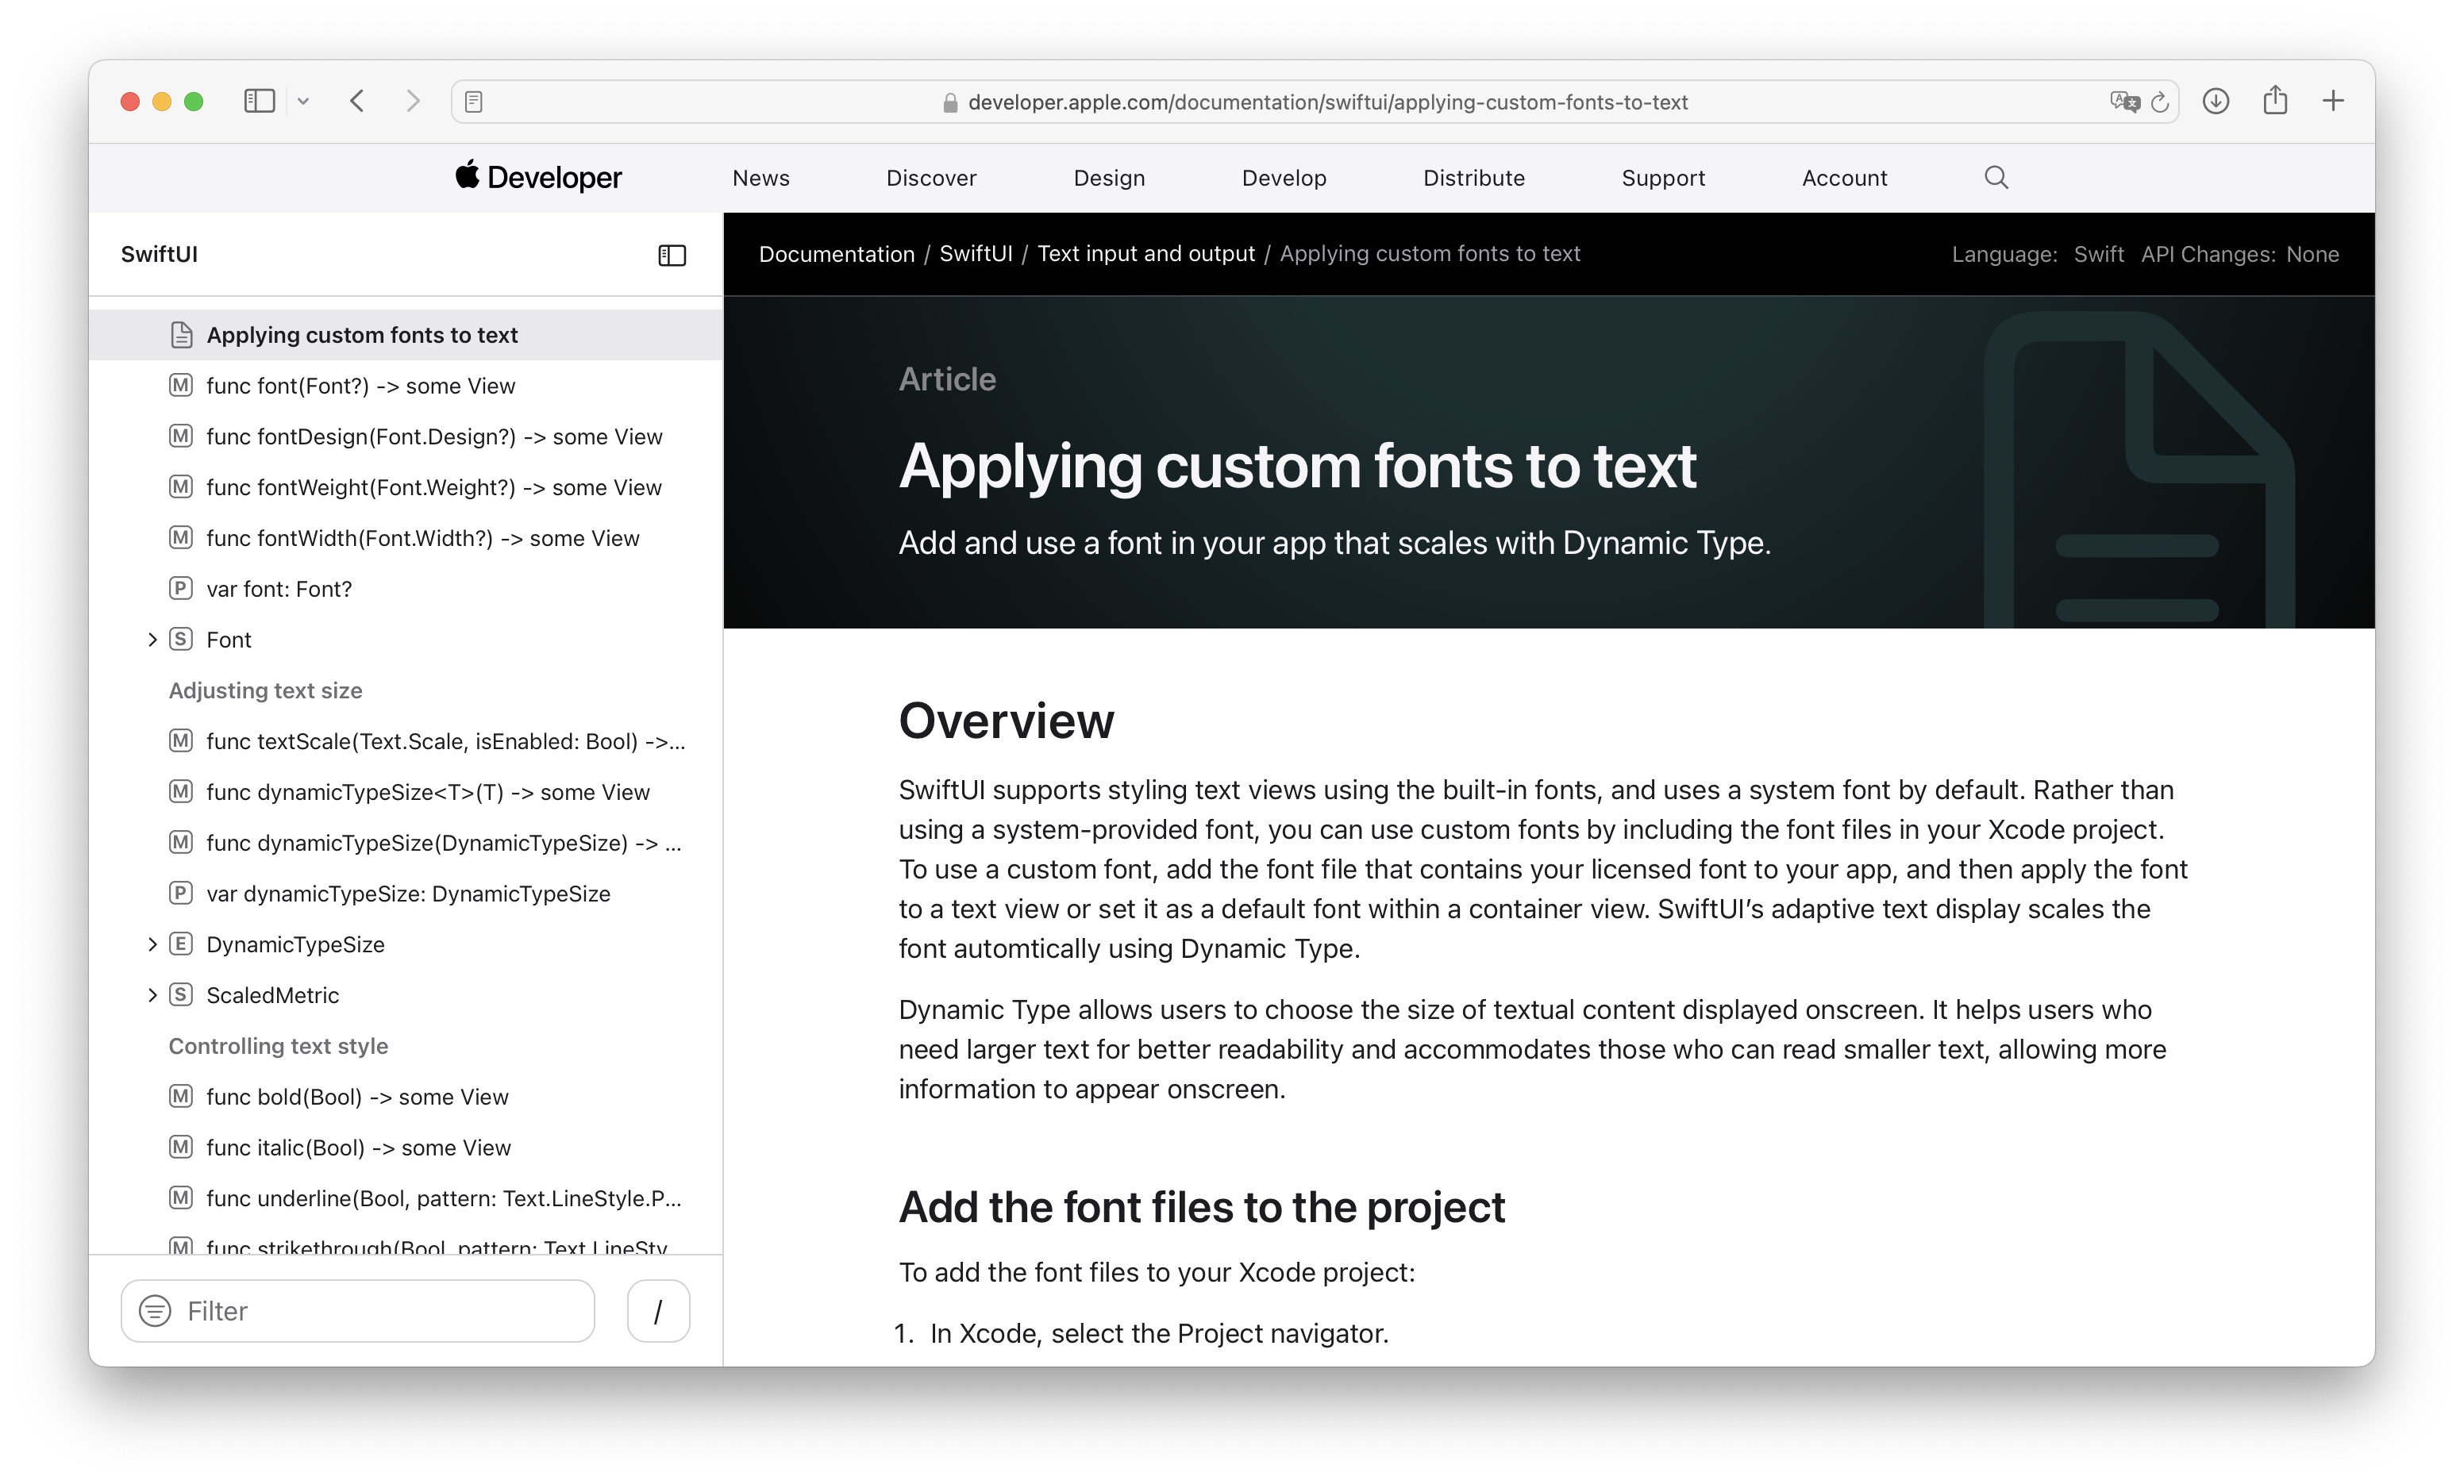 developer.apple.com/documentation/swiftui/applying-custom-fonts-to-text
Developer
News
Discover
Design
Develop
Distribute
Support
Account
SwiftUI
Applying custom fonts to text
M func font(Font?) -> some View
M func fontDesign(Font.Design?) -> some View
M func fontWeight(Font.Weight?) -> some View
M func fontWidth(Font.Width?) -> some View
P var font: Font?
S Font
Adjusting text size
M func textScale(Text.Scale, isEnabled: Bool) ->...
M func dynamicTypeSize<T>(T) -> some View
M func dynamicTypeSize(DynamicTypeSize) -> ...
P var dynamicTypeSize: DynamicTypeSize
E DynamicTypeSize
S ScaledMetric
Controlling text style
M func bold(Bool) -> some View
M func italic(Bool) -> some View
M func underline(Bool, pattern: Text.LineStyle.P...
M func strikethrough(Bool, pattern: Text.LineSty
Filter
/
Documentation / SwiftUI / Text input and output / Applying custom fonts to text
Language: Swift API Changes: None
Article
Applying custom fonts to text
Add and use a font in your app that scales with Dynamic Type.
Overview
SwiftUI supports styling text views using the built-in fonts, and uses a system font by default. Rather than
using a system-provided font, you can use custom fonts by including the font files in your Xcode project.
To use a custom font, add the font file that contains your licensed font to your app, and then apply the font
to a text view or set it as a default font within a container view. SwiftUI’s adaptive text display scales the
font automtically using Dynamic Type.
Dynamic Type allows users to choose the size of textual content displayed onscreen. It helps users who
need larger text for better readability and accommodates those who can read smaller text, allowing more
information to appear onscreen.
Add the font files to the project
To add the font files to your Xcode project:
1. In Xcode, select the Project navigator.